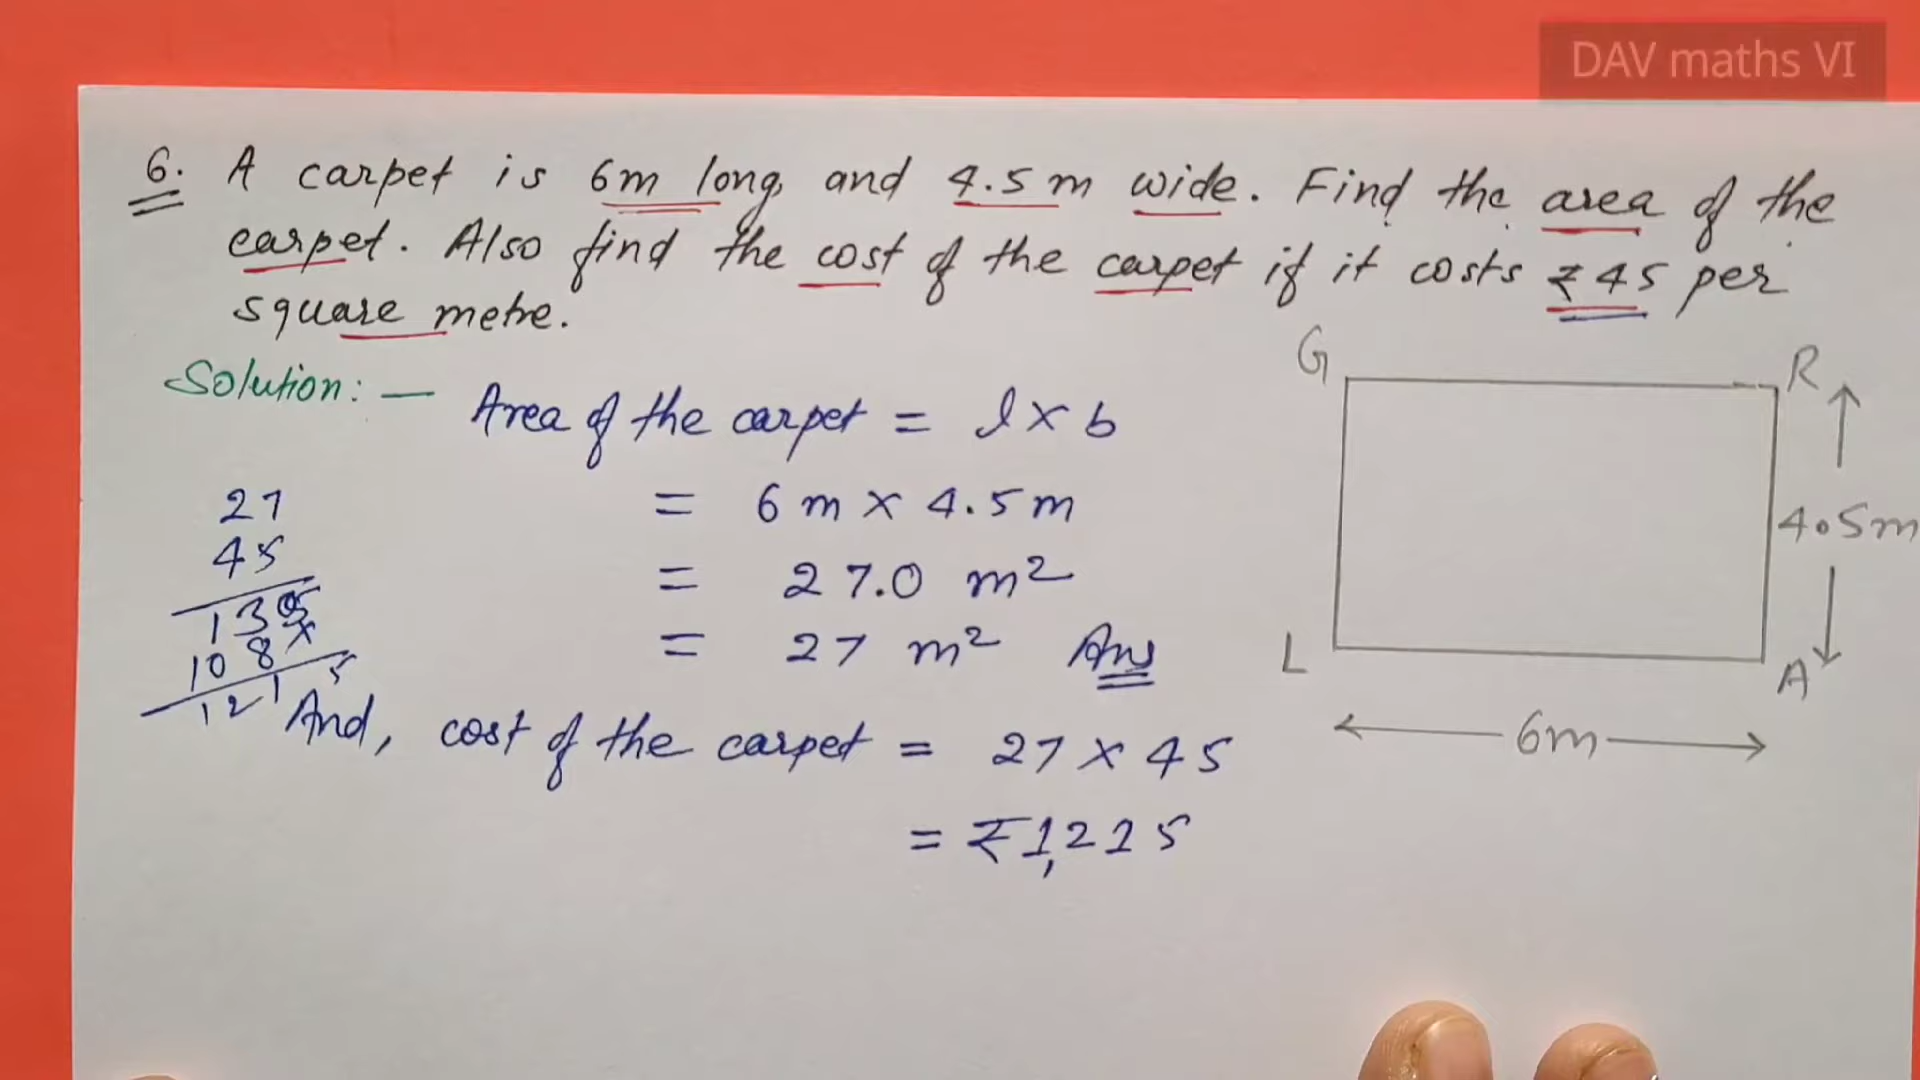 DAV maths VI
6. A carpet is 6m long and 4.5m wide. Find the area of the
carpet. Also find the cost of the carpet if it costs ₹45 per
square metre.
Solution: — Area of the carpet = l × b
= 6 m × 4.5 m
= 27.0 m²
= 27 m² Ans
And, cost of the carpet = 27 × 45
= ₹1,215
27
45
135
108×
1215
G
R
4.5m
L
A
6m